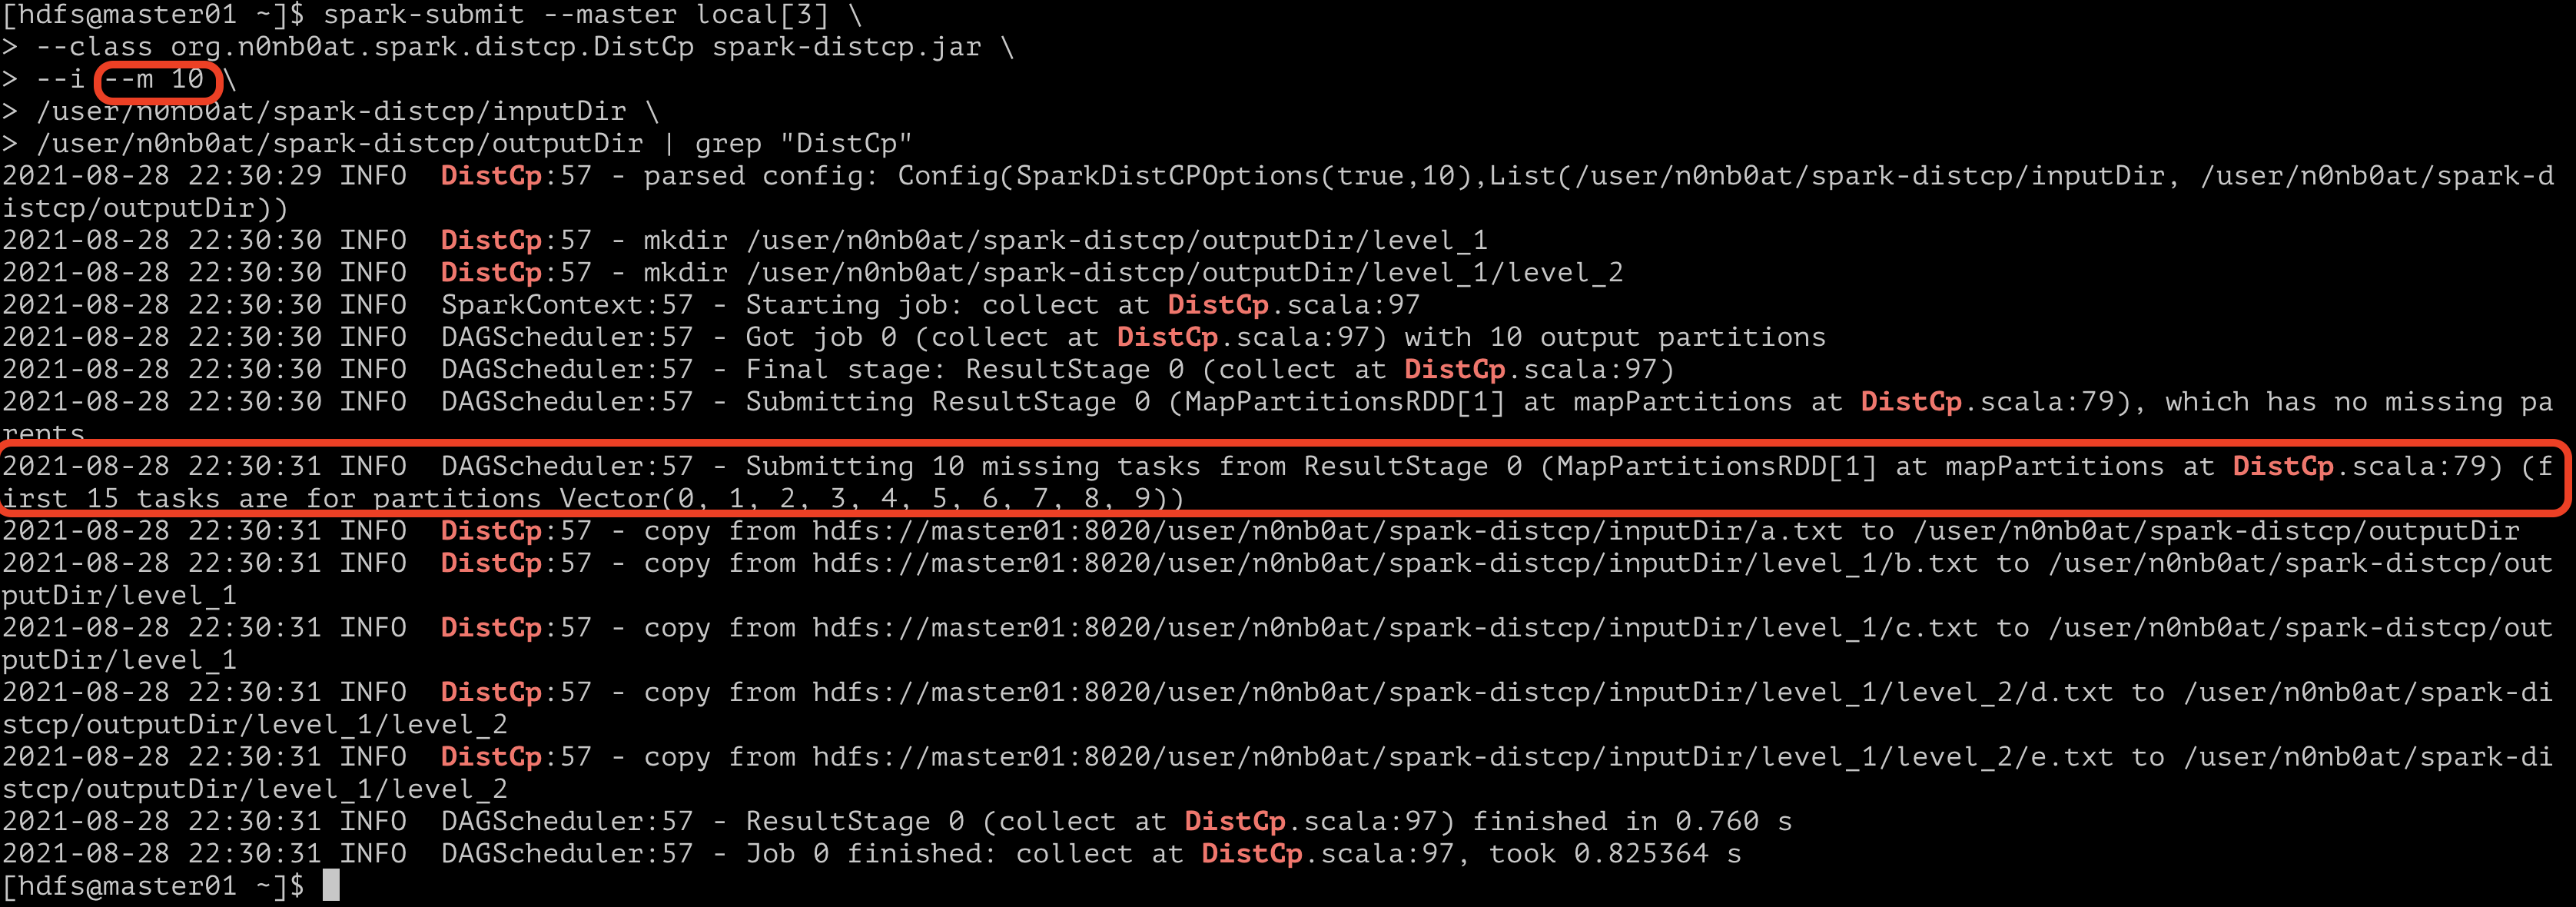 [hdfs@master01 ~]$ spark-submit --master local[3] \
> --class org.n0nb0at.spark.distcp.DistCp spark-distcp.jar \
> --i --m 10 \
> /user/n0nb0at/spark-distcp/inputDir \
> /user/n0nb0at/spark-distcp/outputDir | grep "DistCp"
2021-08-28 22:30:29 INFO  DistCp:57 - parsed config: Config(SparkDistCPOptions(true,10),List(/user/n0nb0at/spark-distcp/inputDir, /user/n0nb0at/spark-d
istcp/outputDir))
2021-08-28 22:30:30 INFO  DistCp:57 - mkdir /user/n0nb0at/spark-distcp/outputDir/level_1
2021-08-28 22:30:30 INFO  DistCp:57 - mkdir /user/n0nb0at/spark-distcp/outputDir/level_1/level_2
2021-08-28 22:30:30 INFO  SparkContext:57 - Starting job: collect at DistCp.scala:97
2021-08-28 22:30:30 INFO  DAGScheduler:57 - Got job 0 (collect at DistCp.scala:97) with 10 output partitions
2021-08-28 22:30:30 INFO  DAGScheduler:57 - Final stage: ResultStage 0 (collect at DistCp.scala:97)
2021-08-28 22:30:30 INFO  DAGScheduler:57 - Submitting ResultStage 0 (MapPartitionsRDD[1] at mapPartitions at DistCp.scala:79), which has no missing pa
rents
2021-08-28 22:30:31 INFO  DAGScheduler:57 - Submitting 10 missing tasks from ResultStage 0 (MapPartitionsRDD[1] at mapPartitions at DistCp.scala:79) (f
irst 15 tasks are for partitions Vector(0, 1, 2, 3, 4, 5, 6, 7, 8, 9))
2021-08-28 22:30:31 INFO  DistCp:57 - copy from hdfs://master01:8020/user/n0nb0at/spark-distcp/inputDir/a.txt to /user/n0nb0at/spark-distcp/outputDir
2021-08-28 22:30:31 INFO  DistCp:57 - copy from hdfs://master01:8020/user/n0nb0at/spark-distcp/inputDir/level_1/b.txt to /user/n0nb0at/spark-distcp/out
putDir/level_1
2021-08-28 22:30:31 INFO  DistCp:57 - copy from hdfs://master01:8020/user/n0nb0at/spark-distcp/inputDir/level_1/c.txt to /user/n0nb0at/spark-distcp/out
putDir/level_1
2021-08-28 22:30:31 INFO  DistCp:57 - copy from hdfs://master01:8020/user/n0nb0at/spark-distcp/inputDir/level_1/level_2/d.txt to /user/n0nb0at/spark-di
stcp/outputDir/level_1/level_2
2021-08-28 22:30:31 INFO  DistCp:57 - copy from hdfs://master01:8020/user/n0nb0at/spark-distcp/inputDir/level_1/level_2/e.txt to /user/n0nb0at/spark-di
stcp/outputDir/level_1/level_2
2021-08-28 22:30:31 INFO  DAGScheduler:57 - ResultStage 0 (collect at DistCp.scala:97) finished in 0.760 s
2021-08-28 22:30:31 INFO  DAGScheduler:57 - Job 0 finished: collect at DistCp.scala:97, took 0.825364 s
[hdfs@master01 ~]$